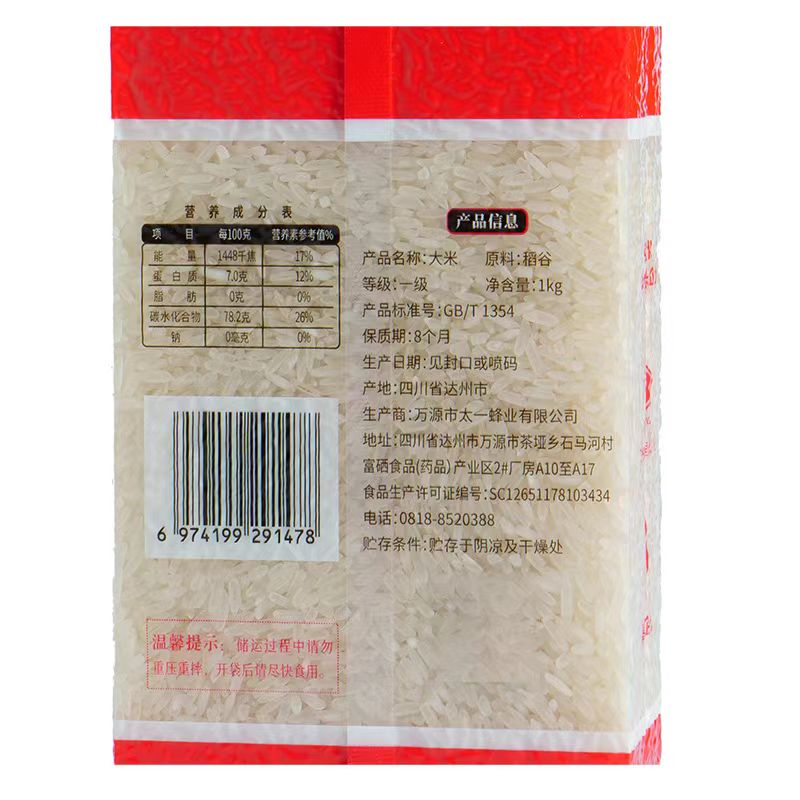 营养成分表
项目 每100克 营养素参考值%
能量 1448千焦 17%
蛋白质 7.0克 12%
脂肪 0克 0%
碳水化合物 78.2克 26%
钠 0毫克 0%
6 974199 291478
温馨提示：储运过程中请勿
重压重摔，开袋后请尽快食用。
产品信息
产品名称:大米 原料:稻谷
等级:一级 净含量:1kg
产品标准号:GB/T 1354
保质期:8个月
生产日期:见封口或喷码
产地:四川省达州市
生产商:万源市太一蜂业有限公司
地址:四川省达州市万源市茶垭乡石马河村
富硒食品(药品)产业区2#厂房A10至A17
食品生产许可证编号:SC12651178103434
电话:0818-8520388
贮存条件:贮存于阴凉及干燥处